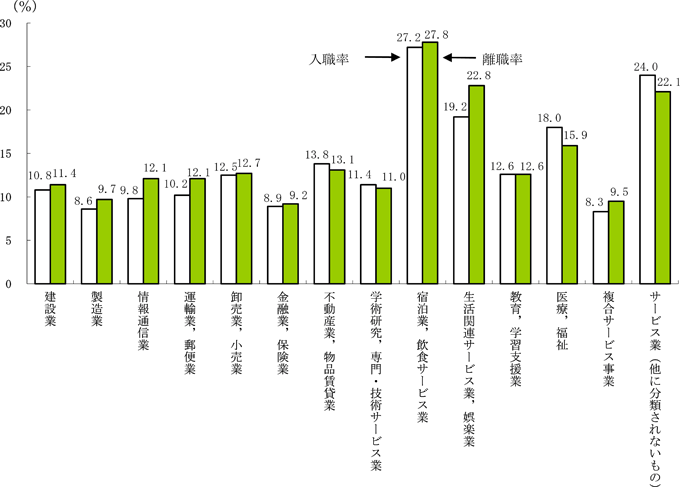 (%)
30
25
20
15
10
5
0
入職率
離職率
10.8
11.4
8.6
9.7
9.8
12.1
10.2
12.1
12.5
12.7
8.9
9.2
13.8
13.1
11.4
11.0
27.2
27.8
19.2
22.8
12.6
12.6
18.0
15.9
8.3
9.5
24.0
22.1
建設業
製造業
情報通信業
運輸業，郵便業
卸売業，小売業
金融業，保険業
不動産業，物品賃貸業
学術研究，専門・技術サービス業
宿泊業，飲食サービス業
生活関連サービス業，娯楽業
教育，学習支援業
医療，福祉
複合サービス事業
サービス業（他に分類されないもの）